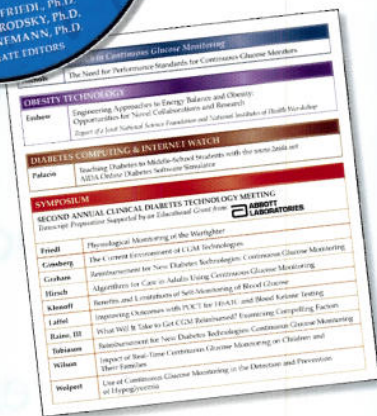 FRIEDL, Ph.D.
RODSKY, Ph.D.
NEMANN, Ph.D.
ATE EDITORS
Continuous Glucose Monitoring
The Need for Performance Standards for Continuous Glucose Monitors
OBESITY TECHNOLOGY
Engineering Approaches to Energy Balance and Obesity:
Opportunities for Novel Collaborations and Research
Report of a Joint National Science Foundation and National Institutes of Health Workshop
DIABETES COMPUTING & INTERNET WATCH
Palacio Teaching Diabetes to Middle-School Students with the www.2aida.net
AIDA Online Diabetes Software Simulator
SYMPOSIUM
SECOND ANNUAL CLINICAL DIABETES TECHNOLOGY MEETING
Transcript Preparation Supported by an Educational Grant from ABBOTT LABORATORIES
Friedl Physiological Monitoring of the Warfighter
Ginsberg The Current Environment of CGM Technologies
Graham Reimbursement for New Diabetes Technologies: Continuous Glucose Monitoring
Hirsch Algorithms for Care in Adults Using Continuous Glucose Monitoring
Klonoff Benefits and Limitations of Self-Monitoring of Blood Glucose
Laffel Improving Outcomes with POCT for HbA1c and Blood Ketone Testing
Raine, III What Will It Take to Get CGM Reimbursed? Examining Compelling Factors
Tobiason Reimbursement for New Diabetes Technologies: Continuous Glucose Monitoring
Wilson Impact of Real-Time Continuous Glucose Monitoring on Children and
Their Families
Wolpert Use of Continuous Glucose Monitoring in the Detection and Prevention
of Hypoglycemia